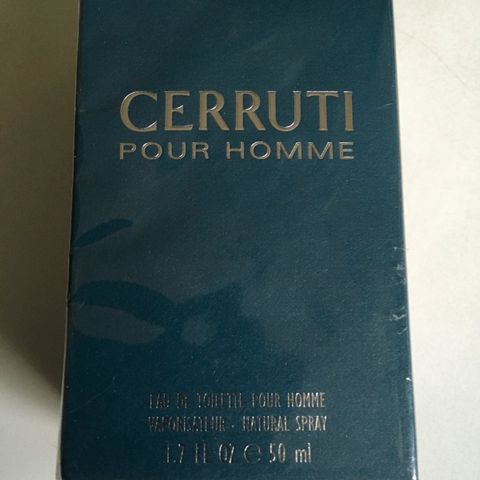 CERRUTI
POUR HOMME
EAU DE TOILETTE POUR HOMME
VAPORISATEUR - NATURAL SPRAY
1.7 Fl OZ ℮ 50 ml